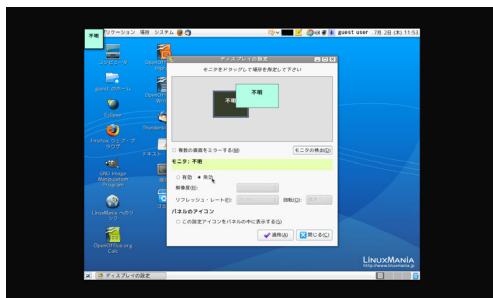 不明
アプリケーション 場所 システム
guest user 7月 2日 (木) 11:53
コンピュータ
guest のホーム
Eclipse
Firefox ウェブ・ブラウザ
GNU Image Manipulation Program
LinuxMania へのリンク
OpenOffice.org Calc
ディスプレイの設定
モニタをドラッグして場所を指定して下さい
不明
不明
複数の画面をミラーする(M)
モニタの検出(D)
モニタ: 不明
有効 無効
解像度(R):
リフレッシュ・レート(F):
回転(O):
パネルのアイコン
この設定アイコンをパネルの中に表示する(S)
適用(A) 閉じる(C)
LINUXMANIA
http://www.linuxmania.jp
ディスプレイの設定